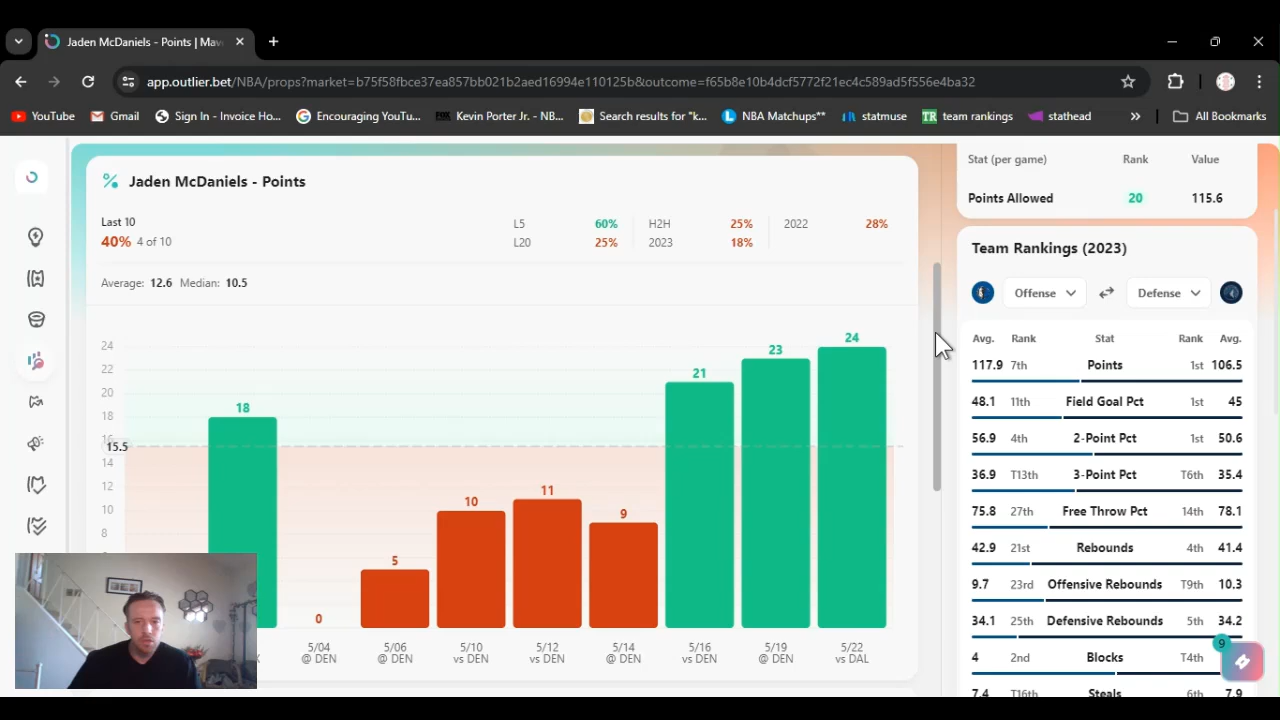 Jaden McDaniels - Points | Mav
app.outlier.bet/NBA/props?market=b75f58fbce37ea857bb021b2aed16994e110125b&outcome=f65b8e10b4dcf5772f21ec4c589ad5f556e4ba32
YouTube Gmail Sign In - Invoice Ho... Encouraging YouTu... Kevin Porter Jr. - NB... Search results for "k... NBA Matchups** statmuse team rankings stathead » All Bookmarks
Jaden McDaniels - Points
Last 10
40% 4 of 10
L5 60% H2H 25% 2022 28%
L20 25% 2023 18%
Average: 12.6 Median: 10.5
24
22
20
18
15.5
14
12
10
8
18
0
5
10
11
9
21
23
24
5/04 5/06 5/10 5/12 5/14 5/16 5/19 5/22
@ DEN @ DEN vs DEN vs DEN @ DEN vs DEN @ DEN vs DAL
Stat (per game) Rank Value
Points Allowed 20 115.6
Team Rankings (2023)
Offense Defense
Avg. Rank Stat Rank Avg.
117.9 7th Points 1st 106.5
48.1 11th Field Goal Pct 1st 45
56.9 4th 2-Point Pct 1st 50.6
36.9 T13th 3-Point Pct T6th 35.4
75.8 27th Free Throw Pct 14th 78.1
42.9 21st Rebounds 4th 41.4
9.7 23rd Offensive Rebounds T9th 10.3
34.1 25th Defensive Rebounds 5th 34.2
4 2nd Blocks T4th
9
7.4 T16th Steals 6th 7.9